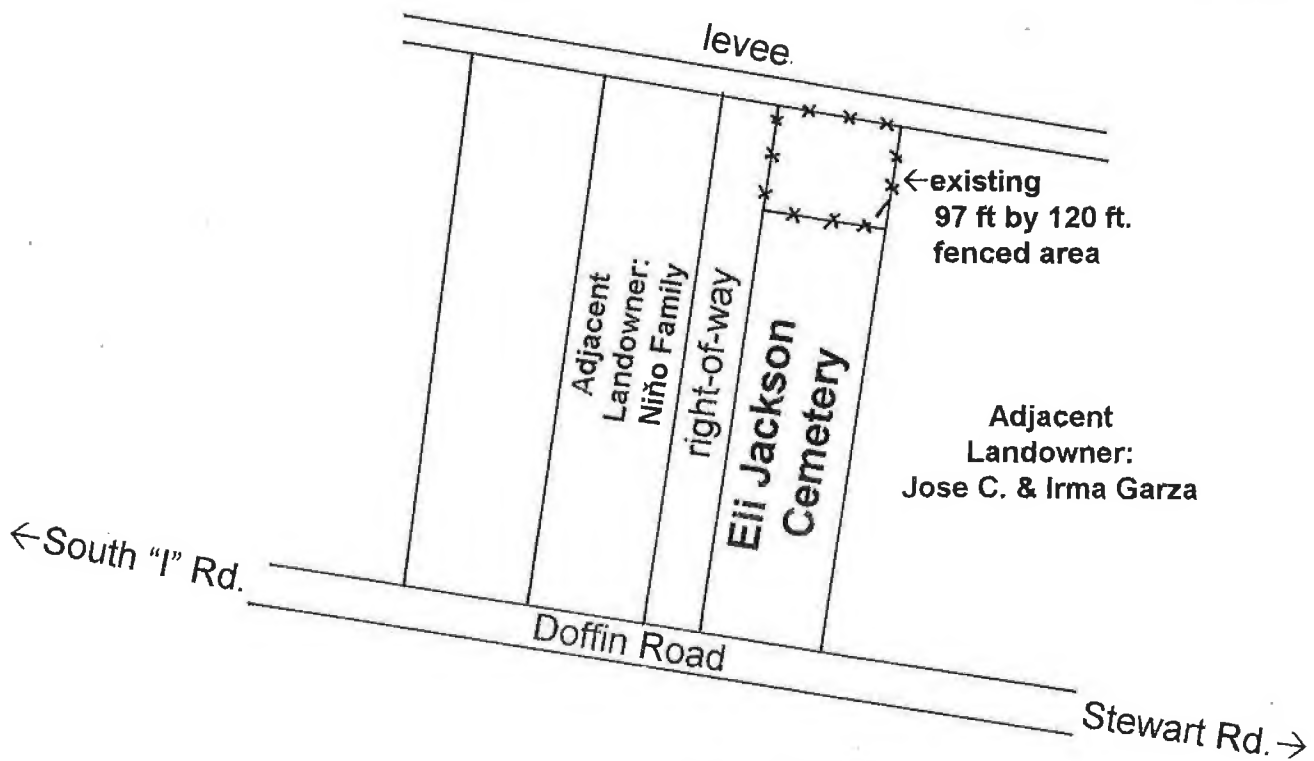 levee.
←existing
97 ft by 120 ft.
fenced area
Adjacent
Landowner:
Niño Family
right-of-way
Eli Jackson
Cemetery
Adjacent
Landowner:
Jose C. & Irma Garza
←South "I" Rd.
Doffin Road
Stewart Rd.→